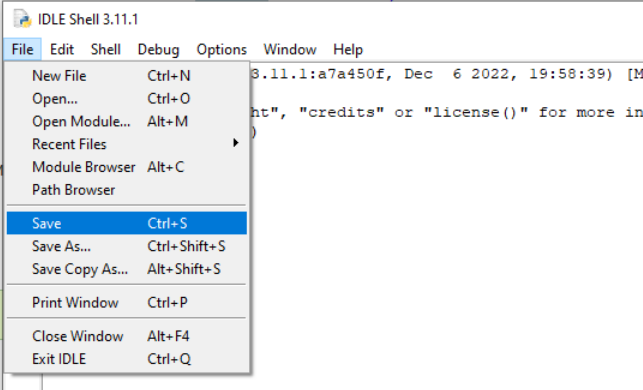 IDLE Shell 3.11.1
File Edit Shell Debug Options Window Help
3.11.1:a7a450f, Dec 6 2022, 19:58:39) [M
ht", "credits" or "license()" for more in
)
New File Ctrl+N
Open... Ctrl+O
Open Module... Alt+M
Recent Files
Module Browser Alt+C
Path Browser
Save Ctrl+S
Save As... Ctrl+Shift+S
Save Copy As... Alt+Shift+S
Print Window Ctrl+P
Close Window Alt+F4
Exit IDLE Ctrl+Q